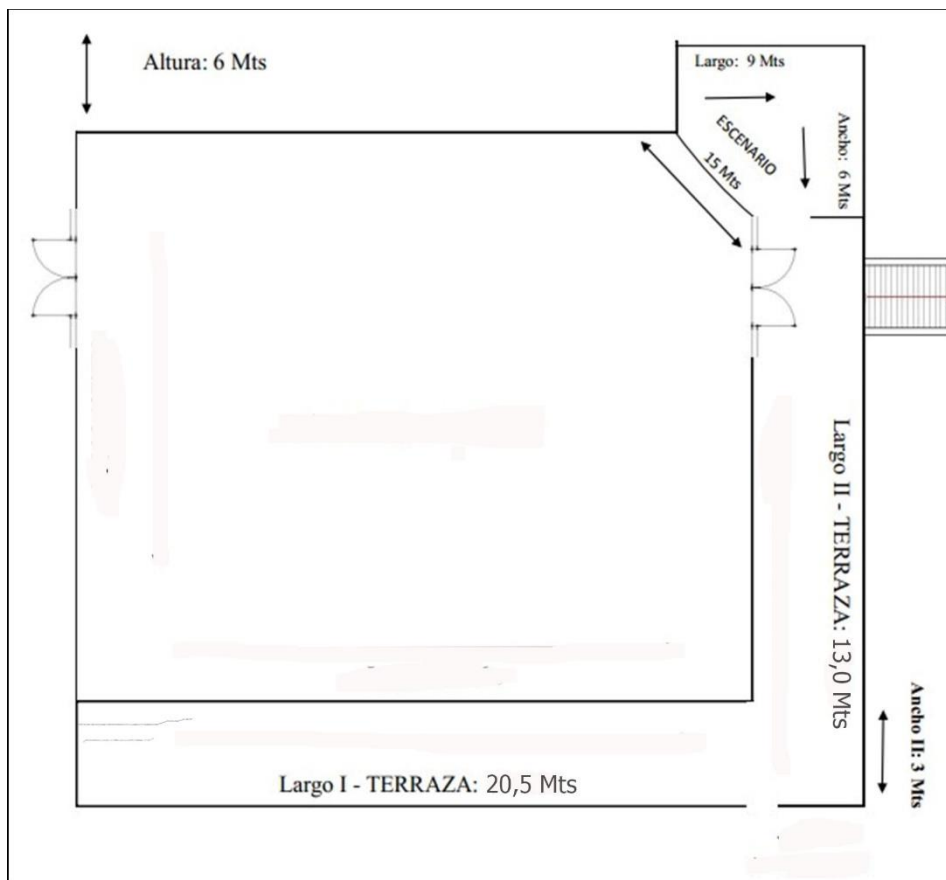 Altura: 6 Mts
Largo: 9 Mts
ESCENARIO
15 Mts
Ancho: 6 Mts
Largo II - TERRAZA: 13,0 Mts
Ancho II: 3 Mts
Largo I - TERRAZA: 20,5 Mts